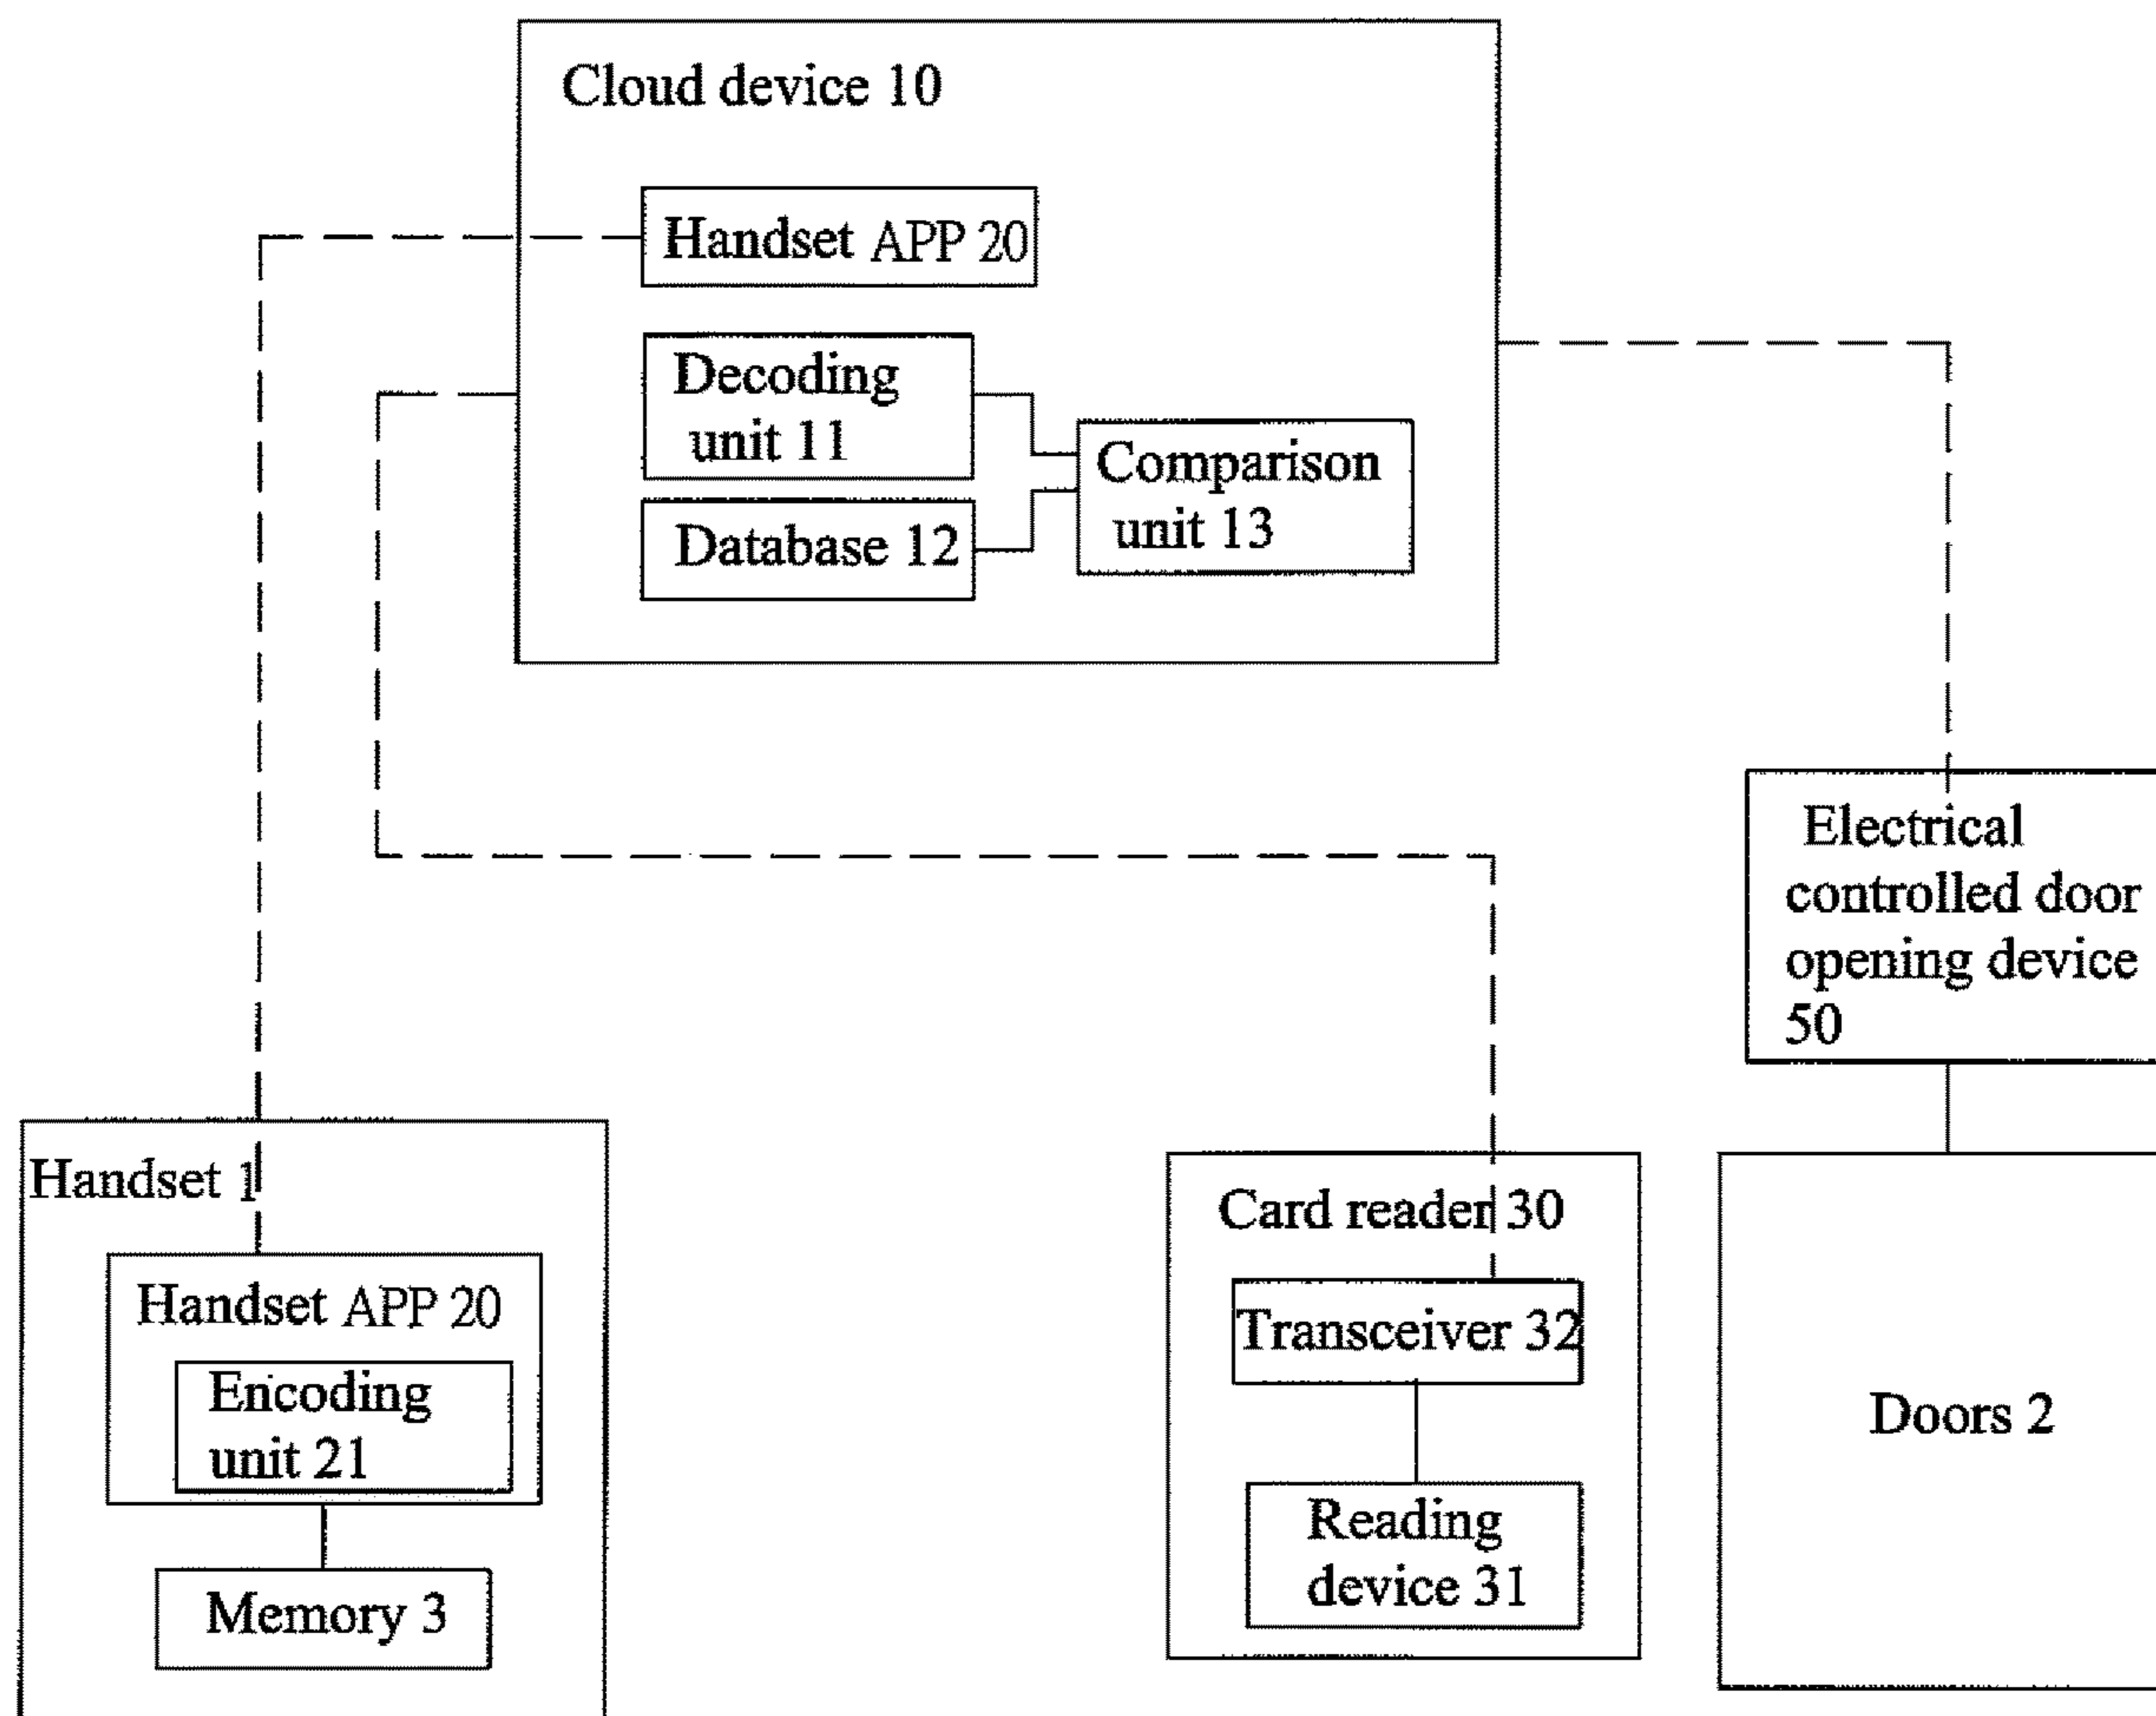 Cloud device 10
Handset APP 20
Decoding
unit 11
Comparison
unit 13
Database 12
Electrical
controlled door
opening device
50
Handset 1
Handset APP 20
Encoding
unit 21
Memory 3
Card reader 30
Transceiver 32
Reading
device 31
Doors 2